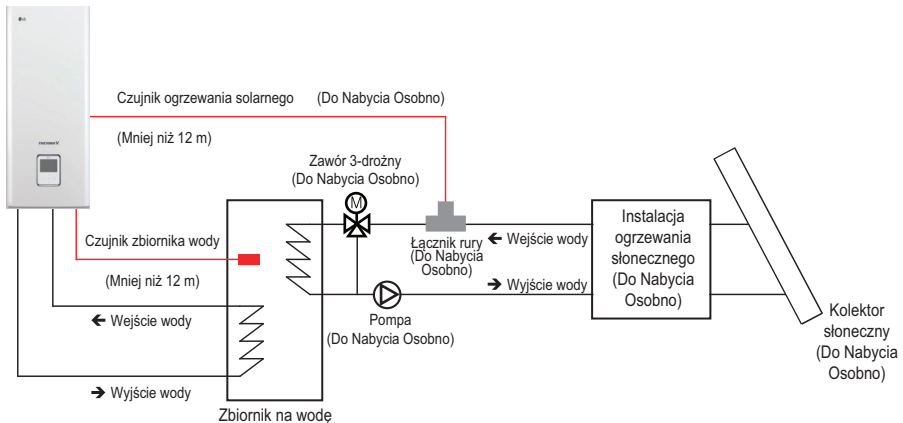 LG
THERMA V
Czujnik ogrzewania solarnego (Do Nabycia Osobno)
(Mniej niż 12 m)
Zawór 3-drożny
(Do Nabycia Osobno)
M
Łącznik rury
(Do Nabycia
Osobno)
Wejście wody
Wyjście wody
Instalacja
ogrzewania
słonecznego
(Do Nabycia
Osobno)
Czujnik zbiornika wody
(Mniej niż 12 m)
Wejście wody
Wyjście wody
Pompa
(Do Nabycia Osobno)
Kolektor
słoneczny
(Do Nabycia
Osobno)
Zbiornik na wodę